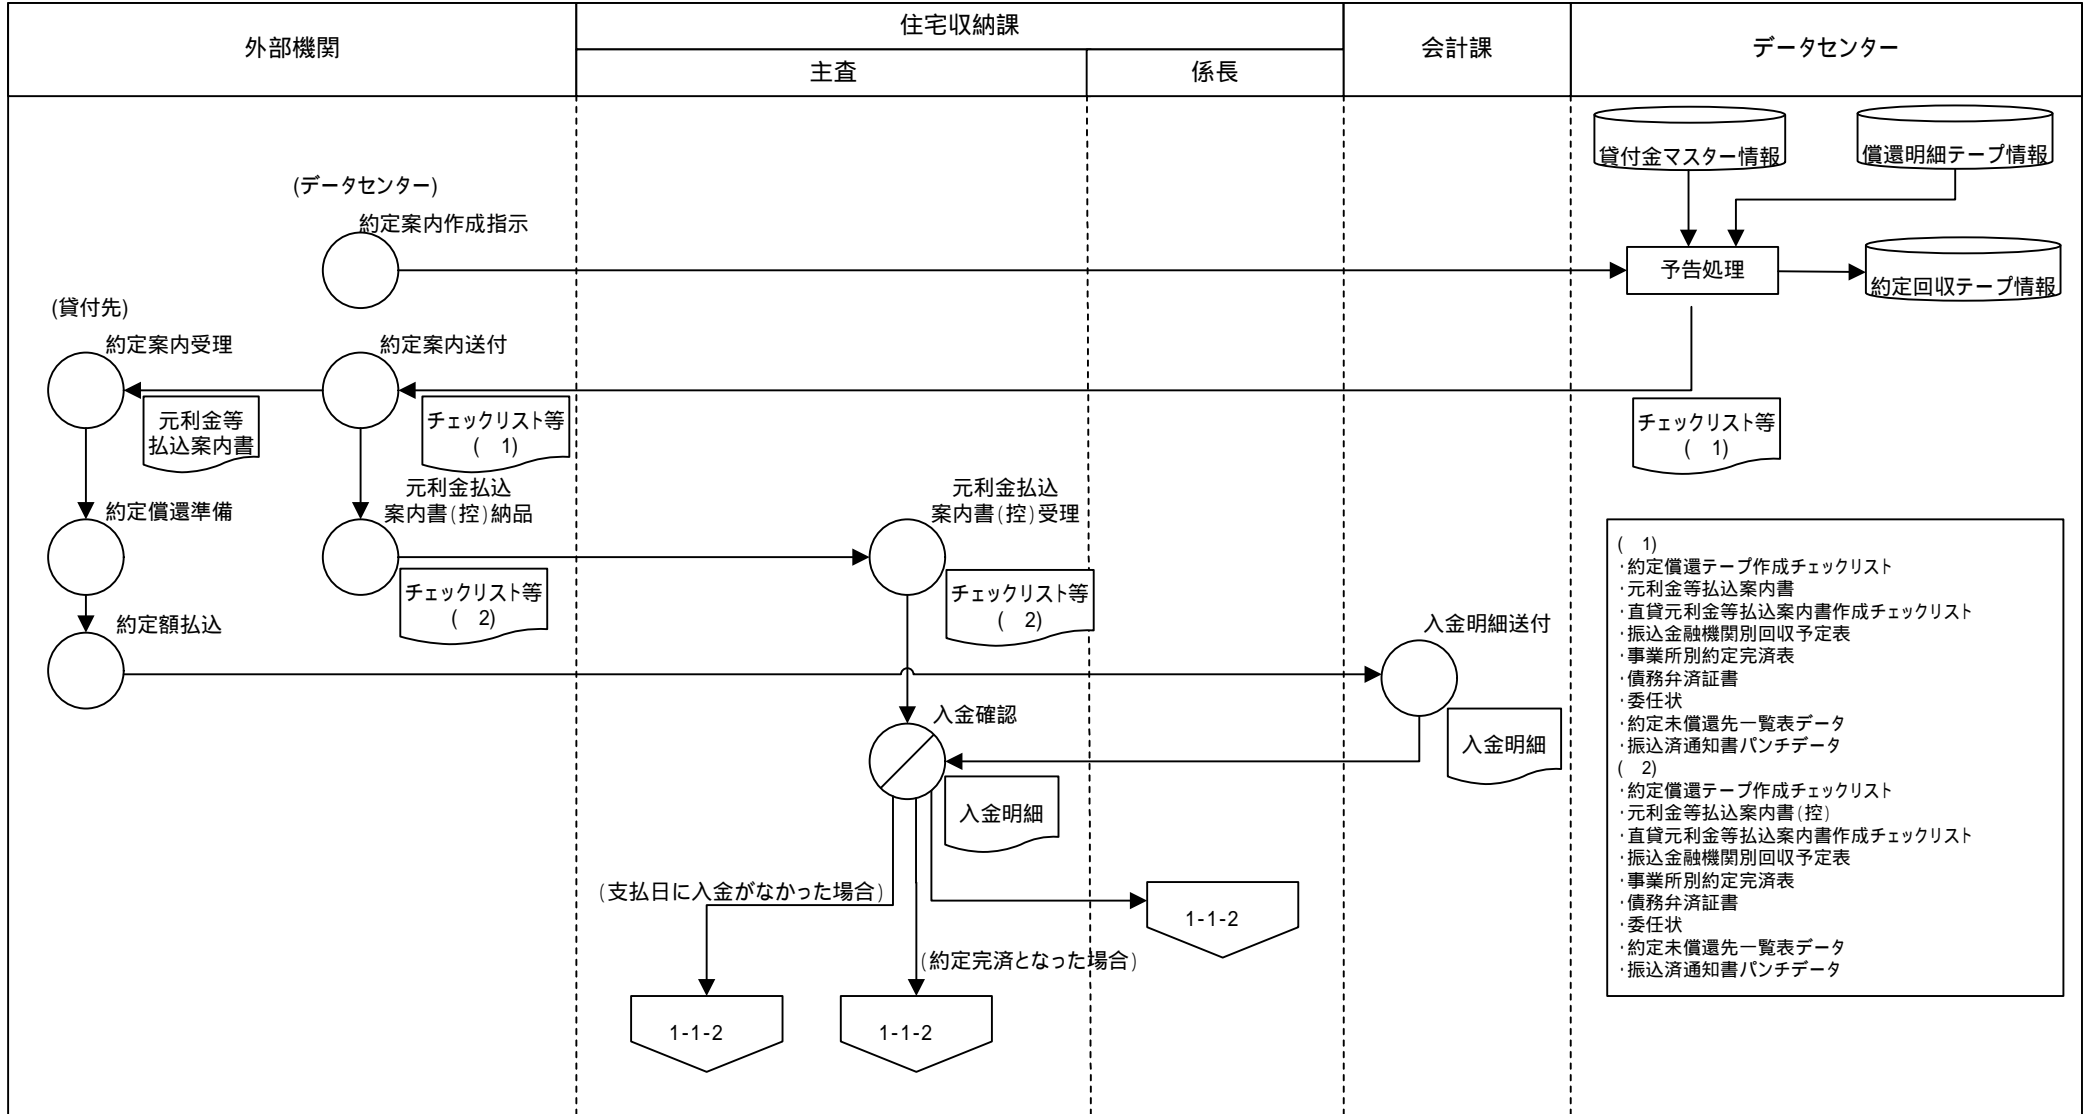 外部機関
住宅収納課
主査
係長
会計課
データセンター
貸付金マスター情報
償還明細テープ情報
(データセンター)
約定案内作成指示
予告処理
約定回収テープ情報
(貸付先)
約定案内受理
約定案内送付
元利金等
払込案内書
チェックリスト等
(　1)
チェックリスト等
(　1)
約定償還準備
元利金払込
案内書(控)納品
元利金払込
案内書(控)受理
チェックリスト等
(　2)
チェックリスト等
(　2)
約定額払込
入金明細送付
入金明細
入金確認
入金明細
(支払日に入金がなかった場合)
1-1-2
(約定完済となった場合)
1-1-2
1-1-2
(　1)
・約定償還テープ作成チェックリスト
・元利金等払込案内書
・直貸元利金等払込案内書作成チェックリスト
・振込金融機関別回収予定表
・事業所別約定完済表
・債務弁済証書
・委任状
・約定未償還先一覧表データ
・振込済通知書パンチデータ
(　2)
・約定償還テープ作成チェックリスト
・元利金等払込案内書(控)
・直貸元利金等払込案内書作成チェックリスト
・振込金融機関別回収予定表
・事業所別約定完済表
・債務弁済証書
・委任状
・約定未償還先一覧表データ
・振込済通知書パンチデータ